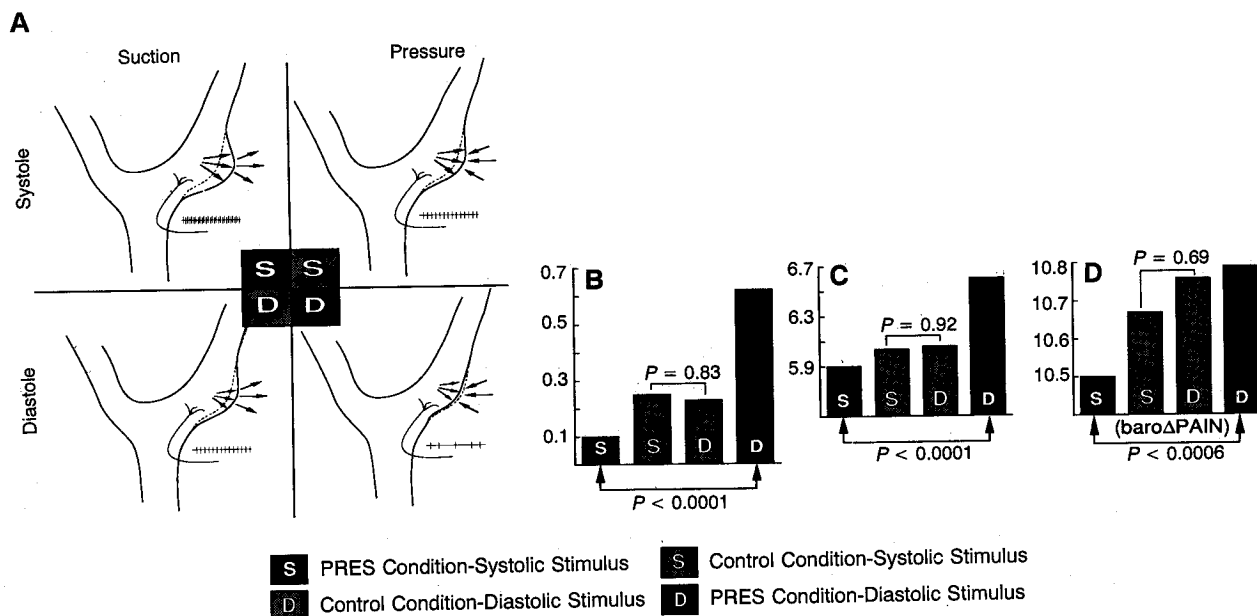 A
Suction
Pressure
Systole
Diastole
S S
D D
B
0.7
0.5
0.3
0.1
P = 0.83
S S D D
P < 0.0001
C
6.7
6.3
5.9
P = 0.92
S S D D
P < 0.0001
D
10.8
10.7
10.6
10.5
P = 0.69
S S D D
(baroΔPAIN)
P < 0.0006
S PRES Condition-Systolic Stimulus
S Control Condition-Systolic Stimulus
D Control Condition-Diastolic Stimulus
D PRES Condition-Diastolic Stimulus